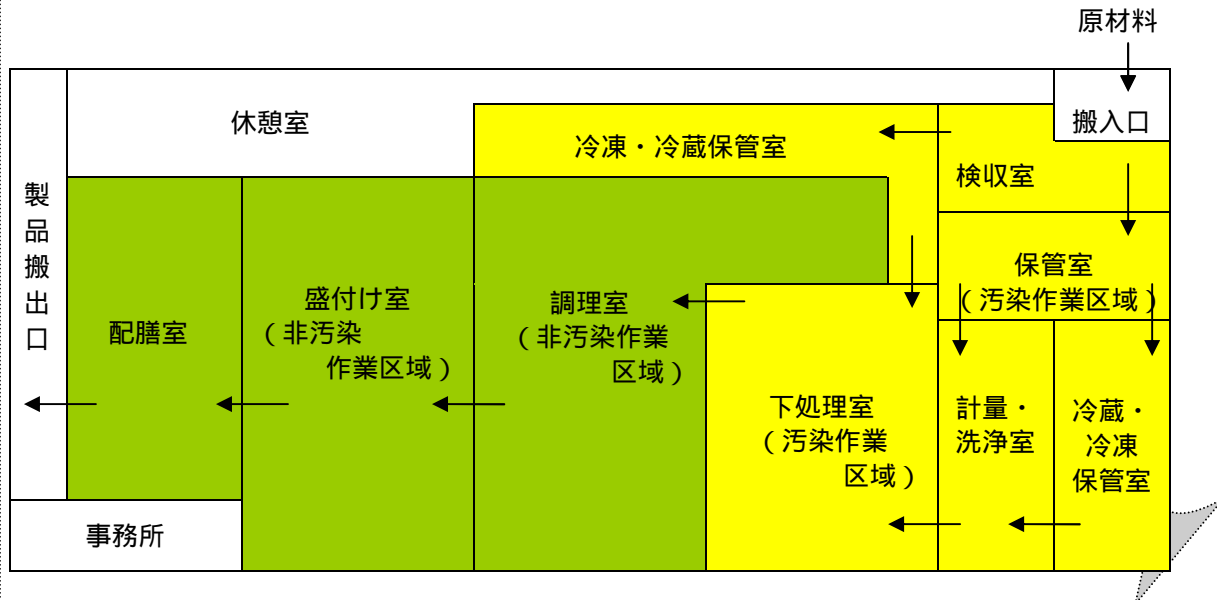 原材料
搬入口
休憩室
冷凍・冷蔵保管室
検収室
製品搬出口
保管室
（汚染作業区域）
盛付け室
（非汚染
作業区域）
調理室
（非汚染作業
区域）
配膳室
下処理室
（汚染作業
区域）
計量・
洗浄室
冷蔵・
冷凍
保管室
事務所